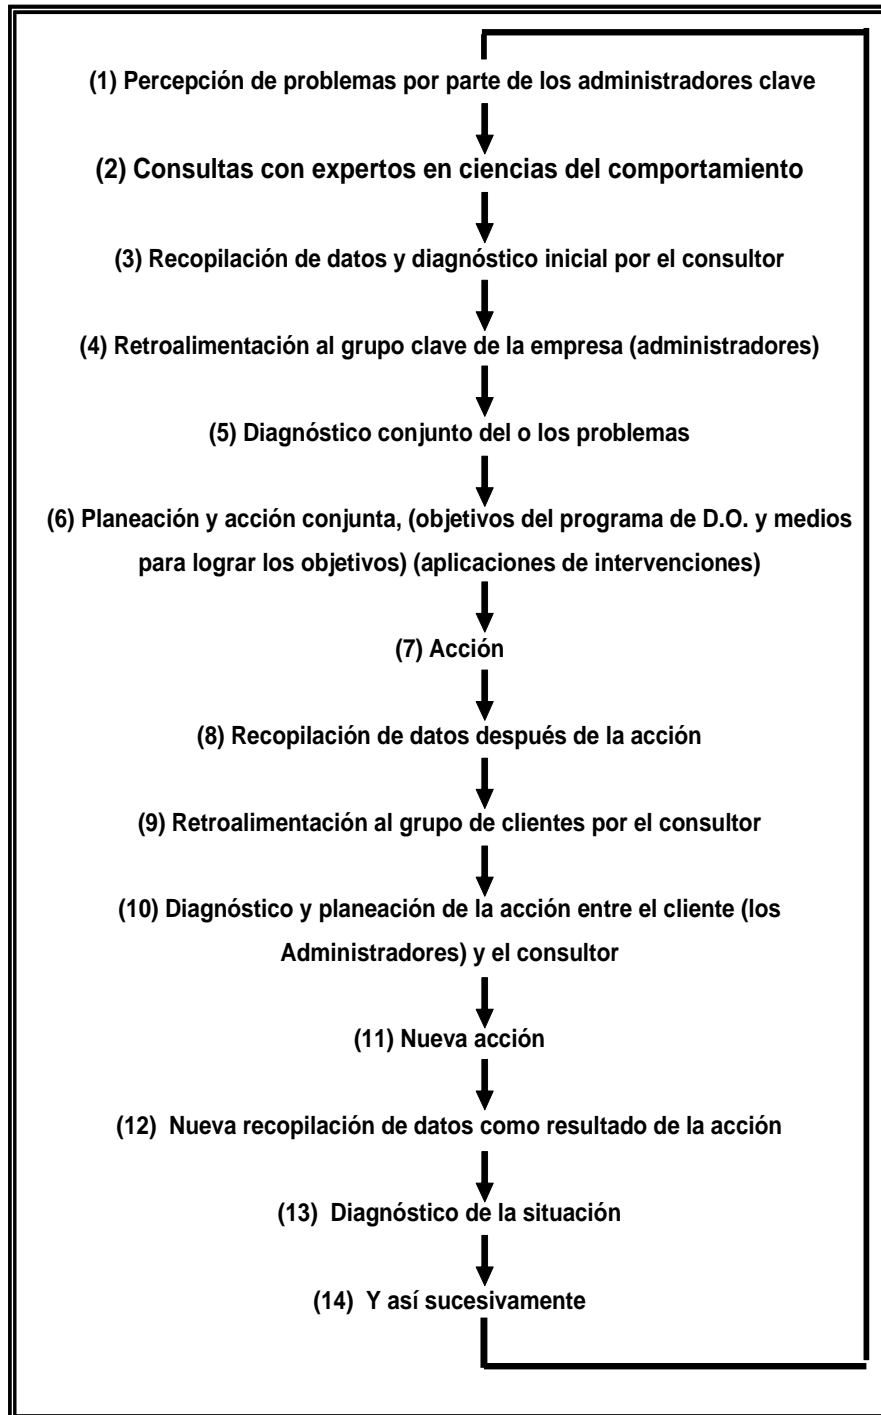 (1) Percepción de problemas por parte de los administradores clave
(2) Consultas con expertos en ciencias del comportamiento
(3) Recopilación de datos y diagnóstico inicial por el consultor
(4) Retroalimentación al grupo clave de la empresa (administradores)
(5) Diagnóstico conjunto del o los problemas
(6) Planeación y acción conjunta, (objetivos del programa de D.O. y medios
para lograr los objetivos) (aplicaciones de intervenciones)
(7) Acción
(8) Recopilación de datos después de la acción
(9) Retroalimentación al grupo de clientes por el consultor
(10) Diagnóstico y planeación de la acción entre el cliente (los
Administradores) y el consultor
(11) Nueva acción
(12) Nueva recopilación de datos como resultado de la acción
(13) Diagnóstico de la situación
(14) Y así sucesivamente